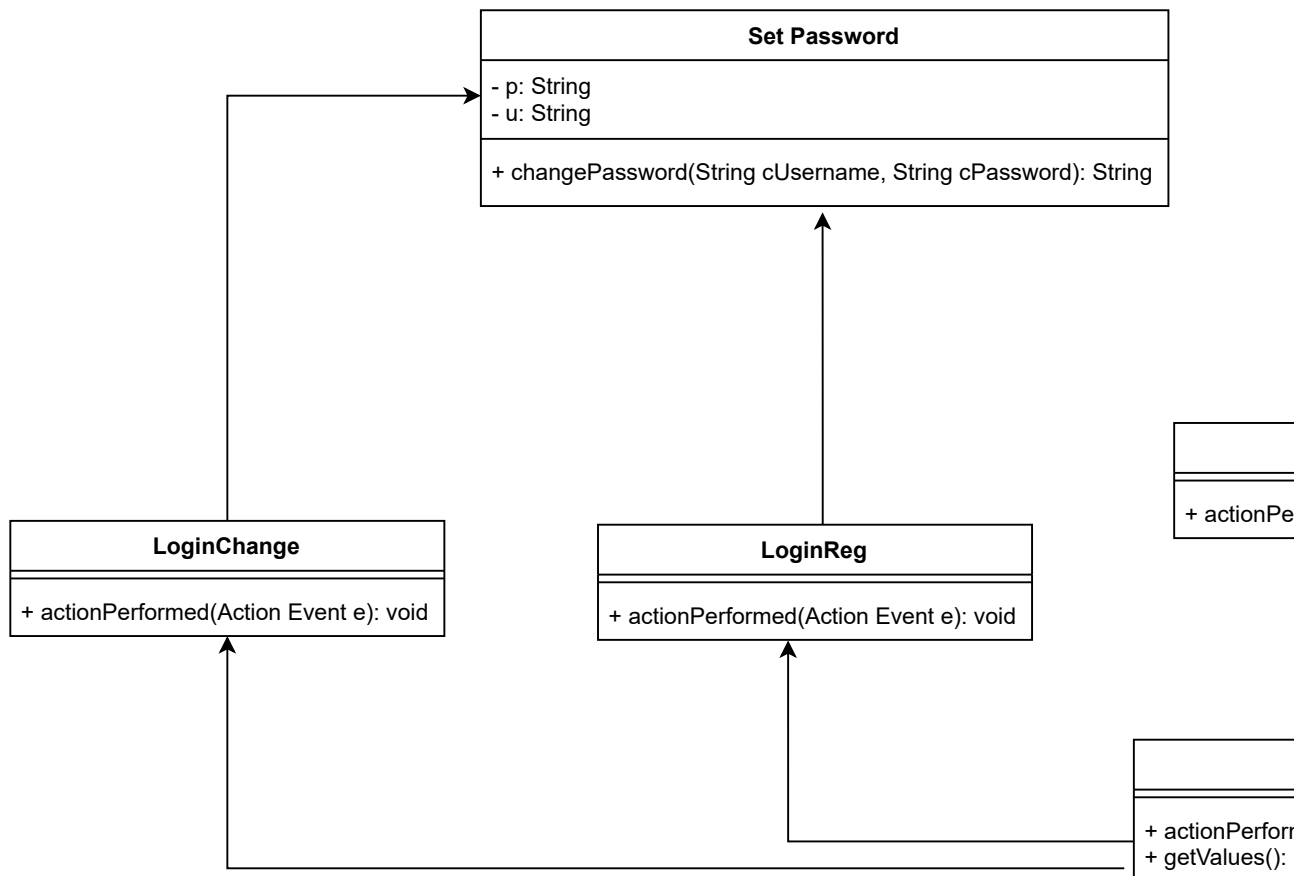 Set Password
- p: String
- u: String
+ changePassword(String cUsername, String cPassword): String
+
LoginChange
+ actionPerformed(Action Event e): void
LoginReg
+ actionPerformed(Action Event e): void
+
+ getValues():